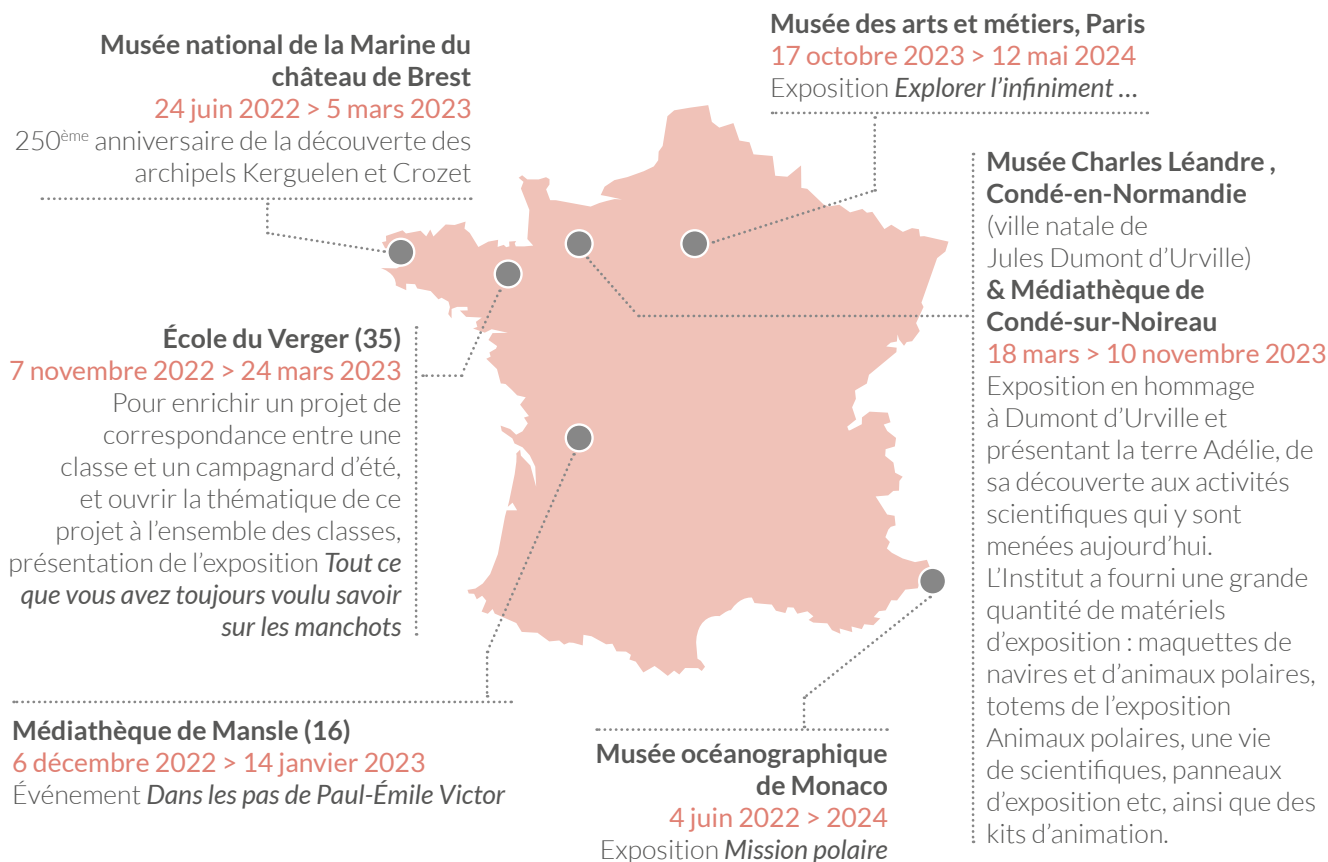 Musée national de la Marine du
château de Brest
24 juin 2022 > 5 mars 2023
250ème anniversaire de la découverte des
archipels Kerguelen et Crozet
Musée des arts et métiers, Paris
17 octobre 2023 > 12 mai 2024
Exposition Explorer l’infiniment …
Musée Charles Léandre ,
Condé-en-Normandie
(ville natale de
Jules Dumont d’Urville)
& Médiathèque de
Condé-sur-Noireau
18 mars > 10 novembre 2023
Exposition en hommage
à Dumont d’Urville et
présentant la terre Adélie, de
sa découverte aux activités
scientifiques qui y sont
menées aujourd’hui.
L’Institut a fourni une grande
quantité de matériels
d’exposition : maquettes de
navires et d’animaux polaires,
totems de l’exposition
Animaux polaires, une vie
de scientifiques, panneaux
d’exposition etc, ainsi que des
kits d’animation.
École du Verger (35)
7 novembre 2022 > 24 mars 2023
Pour enrichir un projet de
correspondance entre une
classe et un campagnard d’été,
et ouvrir la thématique de ce
projet à l’ensemble des classes,
présentation de l’exposition Tout ce
que vous avez toujours voulu savoir
sur les manchots
Médiathèque de Mansle (16)
6 décembre 2022 > 14 janvier 2023
Événement Dans les pas de Paul-Émile Victor
Musée océanographique
de Monaco
4 juin 2022 > 2024
Exposition Mission polaire